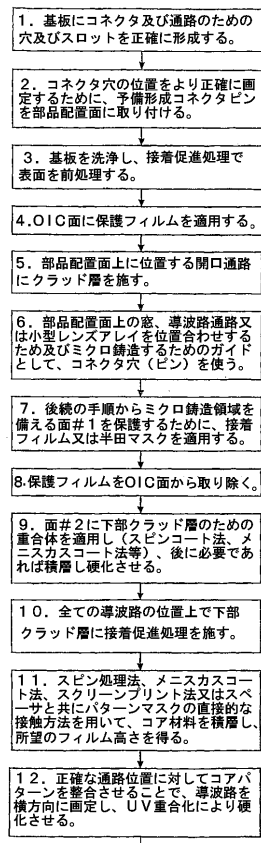 1．基板にコネクタ及び通路のための
穴及びスロットを正確に形成する。
2．コネクタ穴の位置をより正確に画
定するために、予備形成コネクタピン
を部品配置面に取り付ける。
3．基板を洗浄し、接着促進処理で
表面を前処理する。
4.OIC面に保護フィルムを適用する。
5．部品配置面上に位置する開口通路
にクラッド層を施す。
6．部品配置面上の窓、導波路通路又
は小型レンズアレイを位置合わせする
ため及びミクロ鋳造するためのガイド
として、コネクタ穴（ピン）を使う。
7．後続の手順からミクロ鋳造領域を
備える面＃1を保護するために、接着
フィルム又は半田マスクを適用する。
8.保護フィルムをOIC面から取り除く。
9．面＃2に下部クラッド層のための
重合体を適用し（スピンコート法、メ
ニスカスコート法等）、後に必要であ
れば積層し硬化させる。
10．全ての導波路の位置上で下部
クラッド層に接着促進処理を施す。
11．スピン処理法、メニスカスコー
ト法、スクリーンプリント法又はスペ
ーサと共にパターンマスクの直接的な
接触方法を用いて、コア材料を積層し、
所望のフィルム高さを得る。
12．正確な通路位置に対してコアパ
ターンを整合させることで、導波路を
横方向に画定し、UV重合化により硬
化させる。